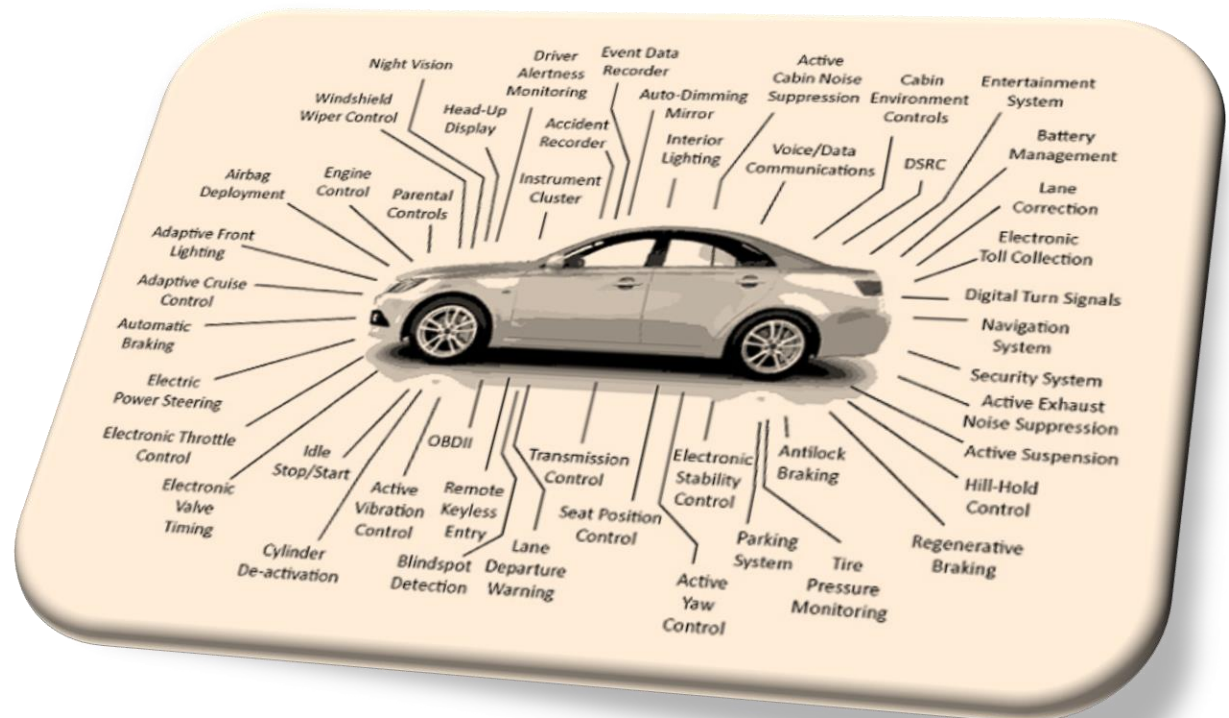 Night Vision
Windshield
Wiper Control
Head-Up
Display
Driver
Alertness
Monitoring
Event Data
Recorder
Accident
Recorder
Auto-Dimming
Mirror
Interior
Lighting
Active
Cabin Noise
Suppression
Voice/Data
Communications
Cabin
Environment
Controls
DSRC
Entertainment
System
Battery
Management
Lane
Correction
Electronic
Toll Collection
Digital Turn Signals
Navigation
System
Security System
Active Exhaust
Noise Suppression
Active Suspension
Hill-Hold
Control
Regenerative
Braking
Airbag
Deployment
Engine
Control
Parental
Controls
Instrument
Cluster
Adaptive Front
Lighting
Adaptive Cruise
Control
Automatic
Braking
Electric
Power Steering
Electronic Throttle
Control
Electronic
Valve
Timing
Idle
Stop/Start
Cylinder
De-activation
Active
Vibration
Control
OBDII
Remote
Keyless
Entry
Blindspot
Detection
Lane
Departure
Warning
Transmission
Control
Seat Position
Control
Electronic
Stability
Control
Active
Yaw
Control
Parking
System
Antilock
Braking
Tire
Pressure
Monitoring